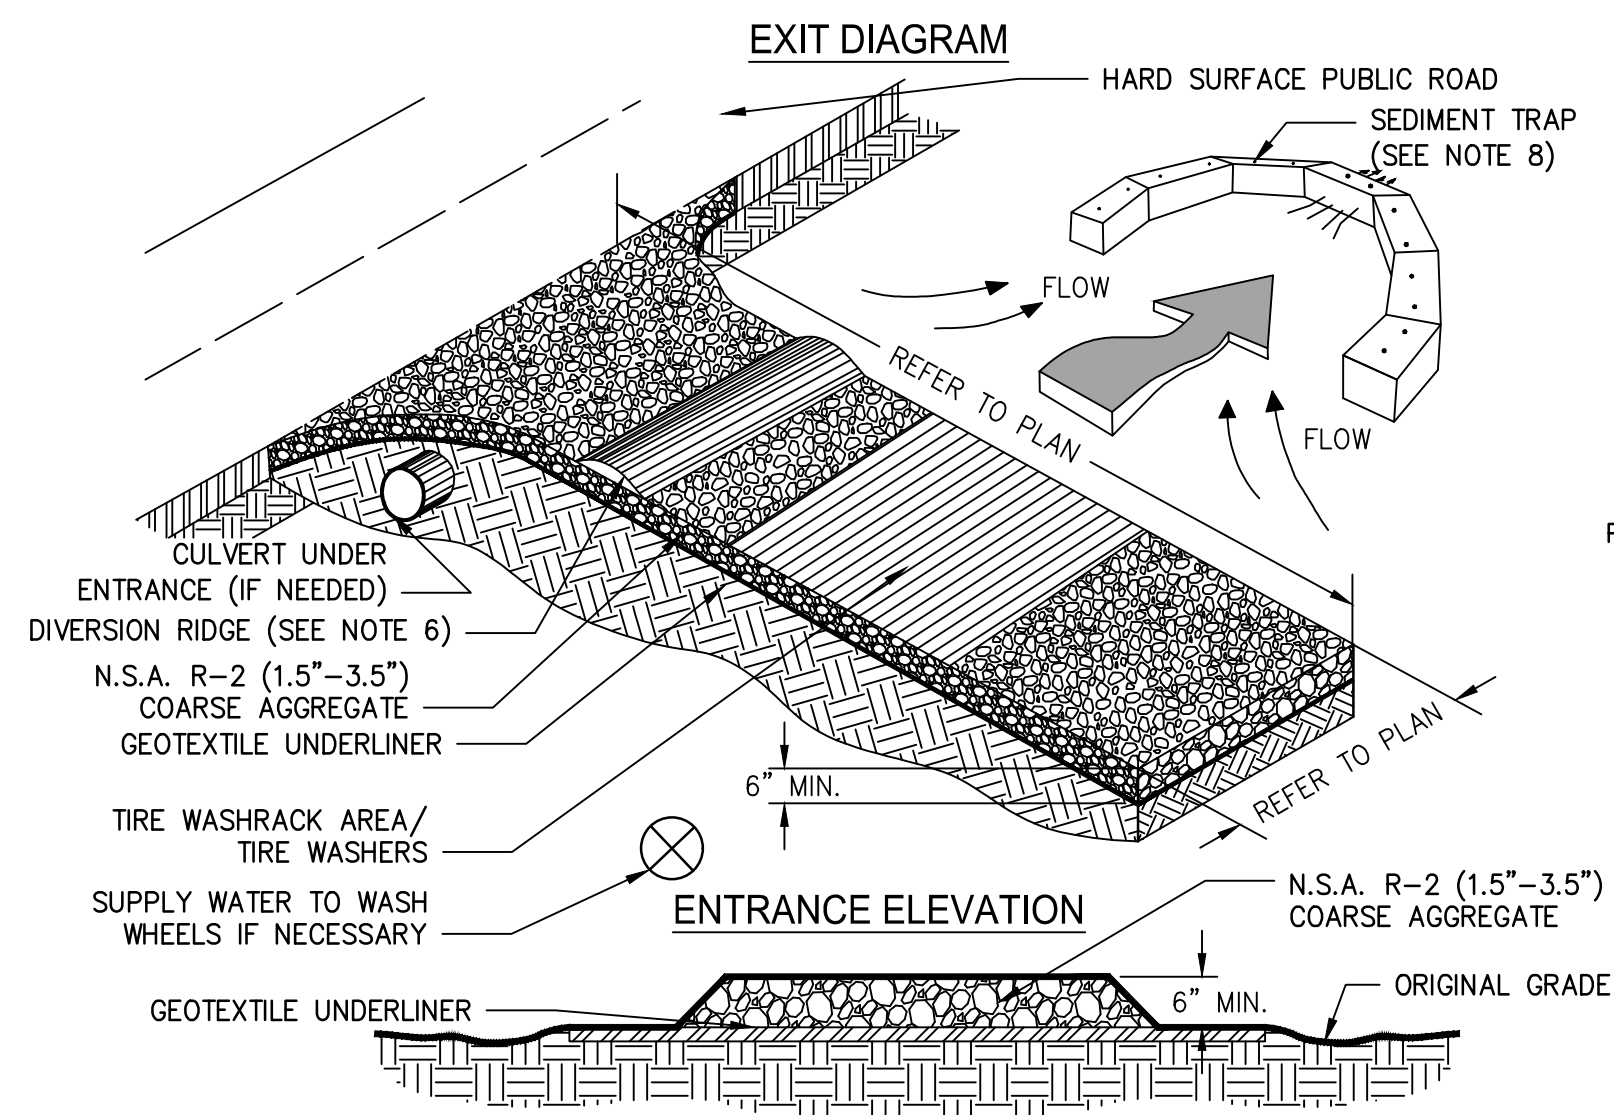 EXIT DIAGRAM
HARD SURFACE PUBLIC ROAD
SEDIMENT TRAP
(SEE NOTE 8)
FLOW
REFER TO PLAN
FLOW
CULVERT UNDER
ENTRANCE (IF NEEDED)
DIVERSION RIDGE (SEE NOTE 6)
N.S.A. R-2 (1.5"-3.5")
COARSE AGGREGATE
GEOTEXTILE UNDERLINER
6" MIN.
REFER TO PLAN
TIRE WASHRACK AREA/
TIRE WASHERS
SUPPLY WATER TO WASH
WHEELS IF NECESSARY
ENTRANCE ELEVATION
N.S.A. R-2 (1.5"-3.5")
COARSE AGGREGATE
6" MIN.
ORIGINAL GRADE
GEOTEXTILE UNDERLINER